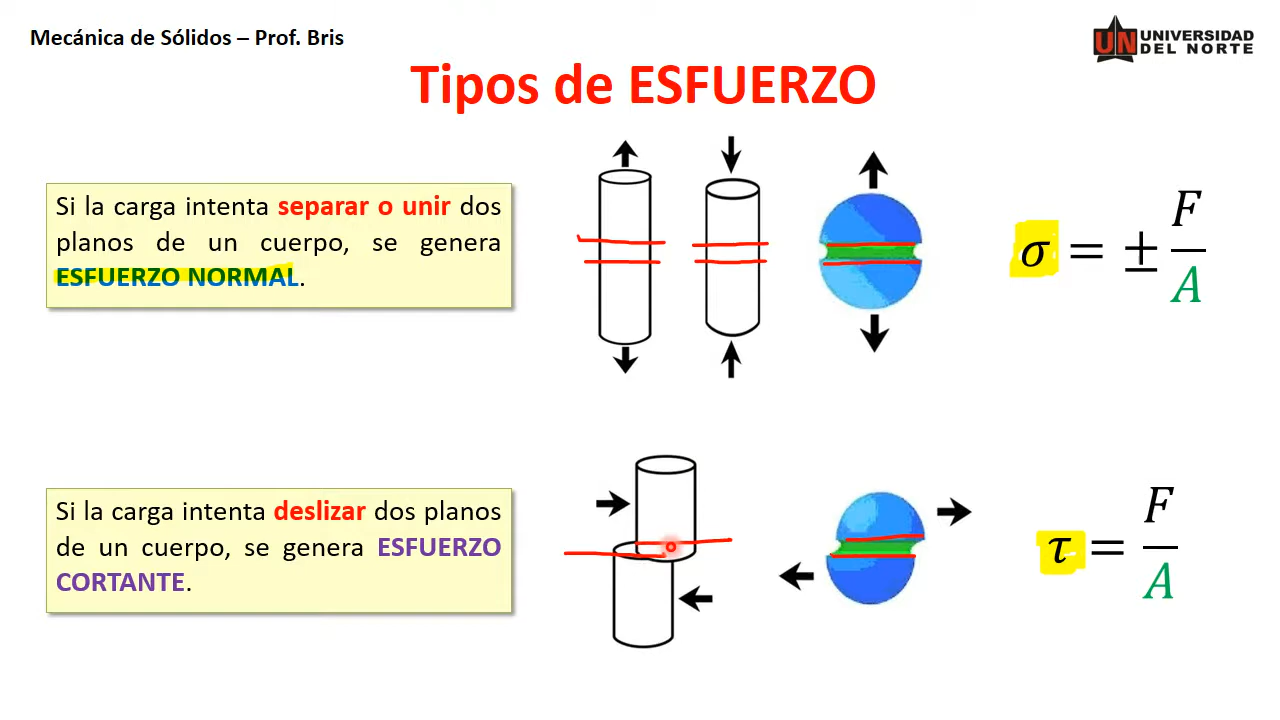 Mecánica de Sólidos – Prof. Bris
UN UNIVERSIDAD
DEL NORTE
Tipos de ESFUERZO
Si la carga intenta separar o unir dos
planos de un cuerpo, se genera
ESFUERZO NORMAL.
σ = ± F/A
Si la carga intenta deslizar dos planos
de un cuerpo, se genera ESFUERZO
CORTANTE.
τ = F/A